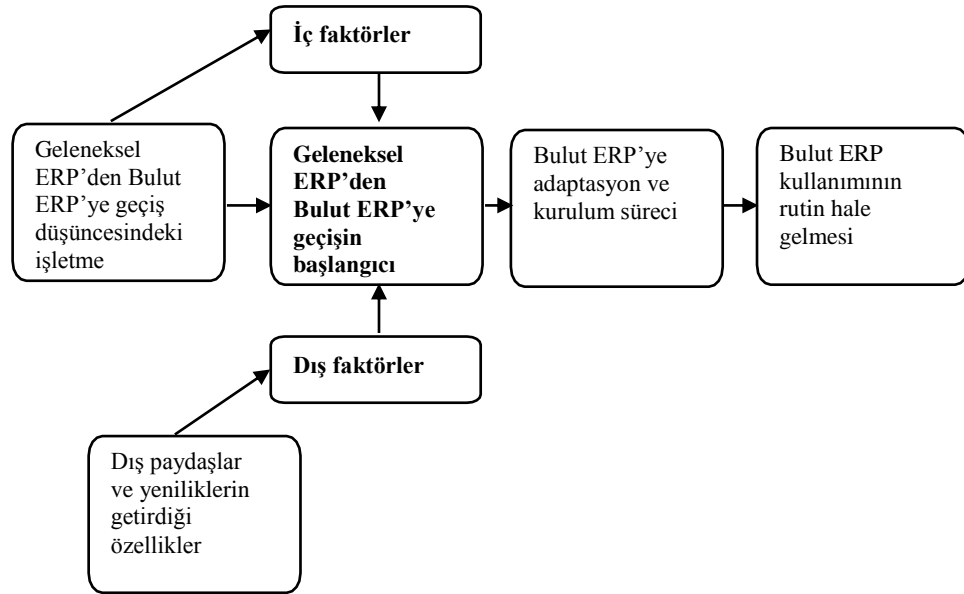 İç faktörler
Geleneksel
ERP’den Bulut
ERP’ye geçiş
düşüncesindeki
işletme
Geleneksel
ERP’den
Bulut ERP’ye
geçişin
başlangıcı
Bulut ERP’ye
adaptasyon ve
kurulum süreci
Bulut ERP
kullanımının
rutin hale
gelmesi
Dış faktörler
Dış paydaşlar
ve yeniliklerin
getirdiği
özellikler